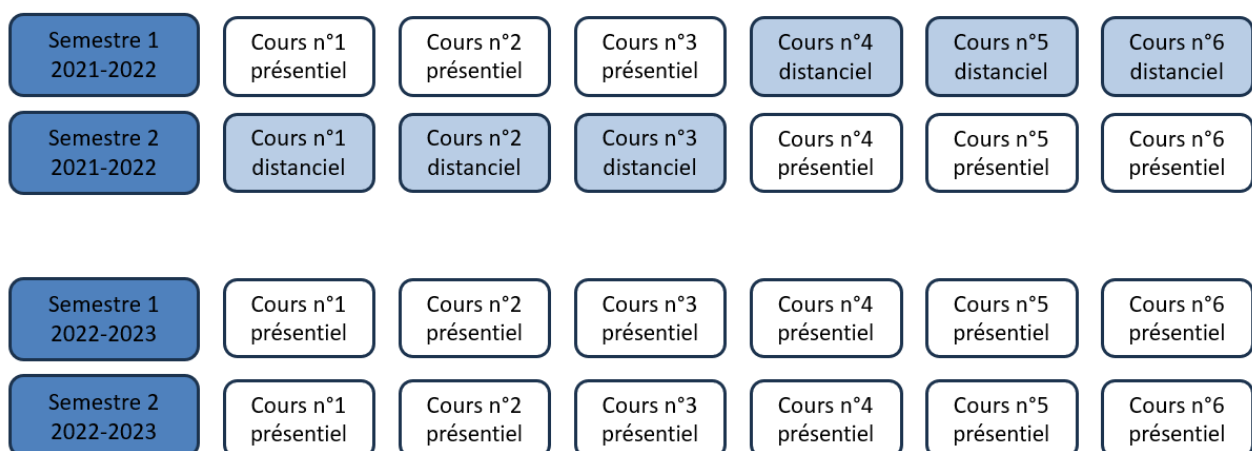 Semestre 1
2021-2022
Cours n°1
présentiel
Cours n°2
présentiel
Cours n°3
présentiel
Cours n°4
distanciel
Cours n°5
distanciel
Cours n°6
distanciel
Semestre 2
2021-2022
Cours n°1
distanciel
Cours n°2
distanciel
Cours n°3
distanciel
Cours n°4
présentiel
Cours n°5
présentiel
Cours n°6
présentiel
Semestre 1
2022-2023
Cours n°1
présentiel
Cours n°2
présentiel
Cours n°3
présentiel
Cours n°4
présentiel
Cours n°5
présentiel
Cours n°6
présentiel
Semestre 2
2022-2023
Cours n°1
présentiel
Cours n°2
présentiel
Cours n°3
présentiel
Cours n°4
présentiel
Cours n°5
présentiel
Cours n°6
présentiel